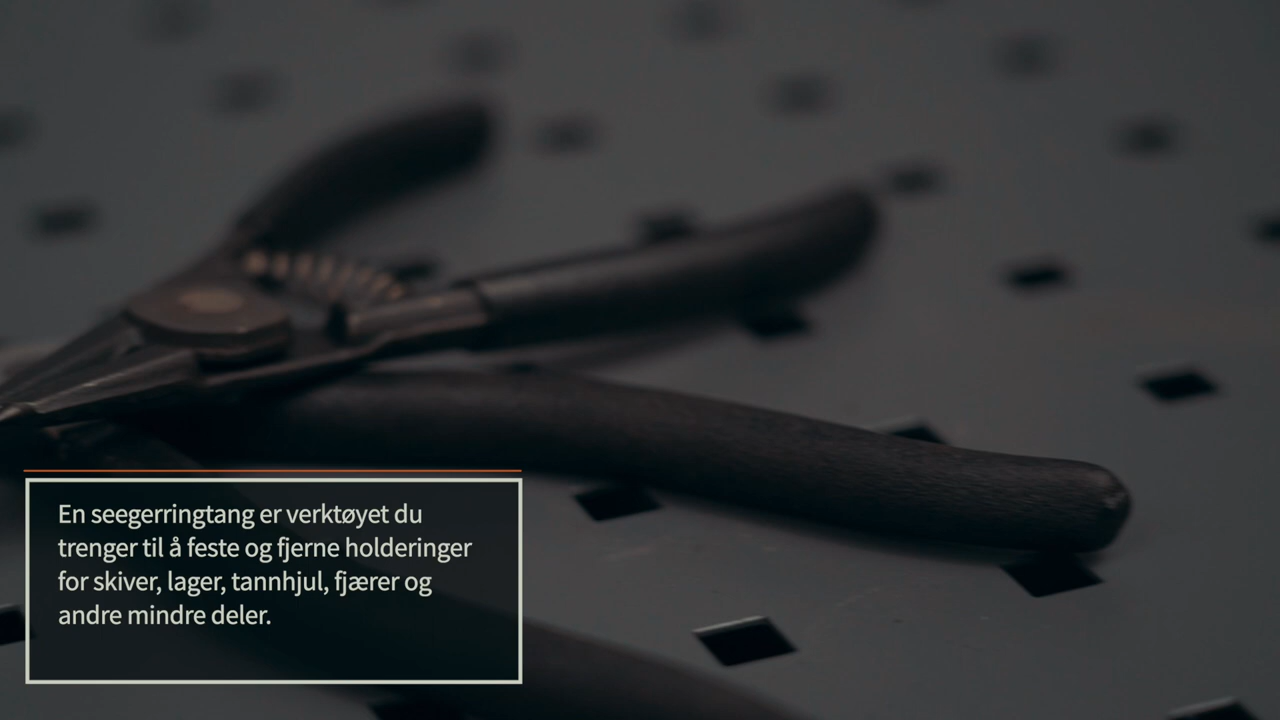 En seegerringtang er verktøyet du
trenger til å feste og fjerne holderinger
for skiver, lager, tannhjul, fjærer og
andre mindre deler.